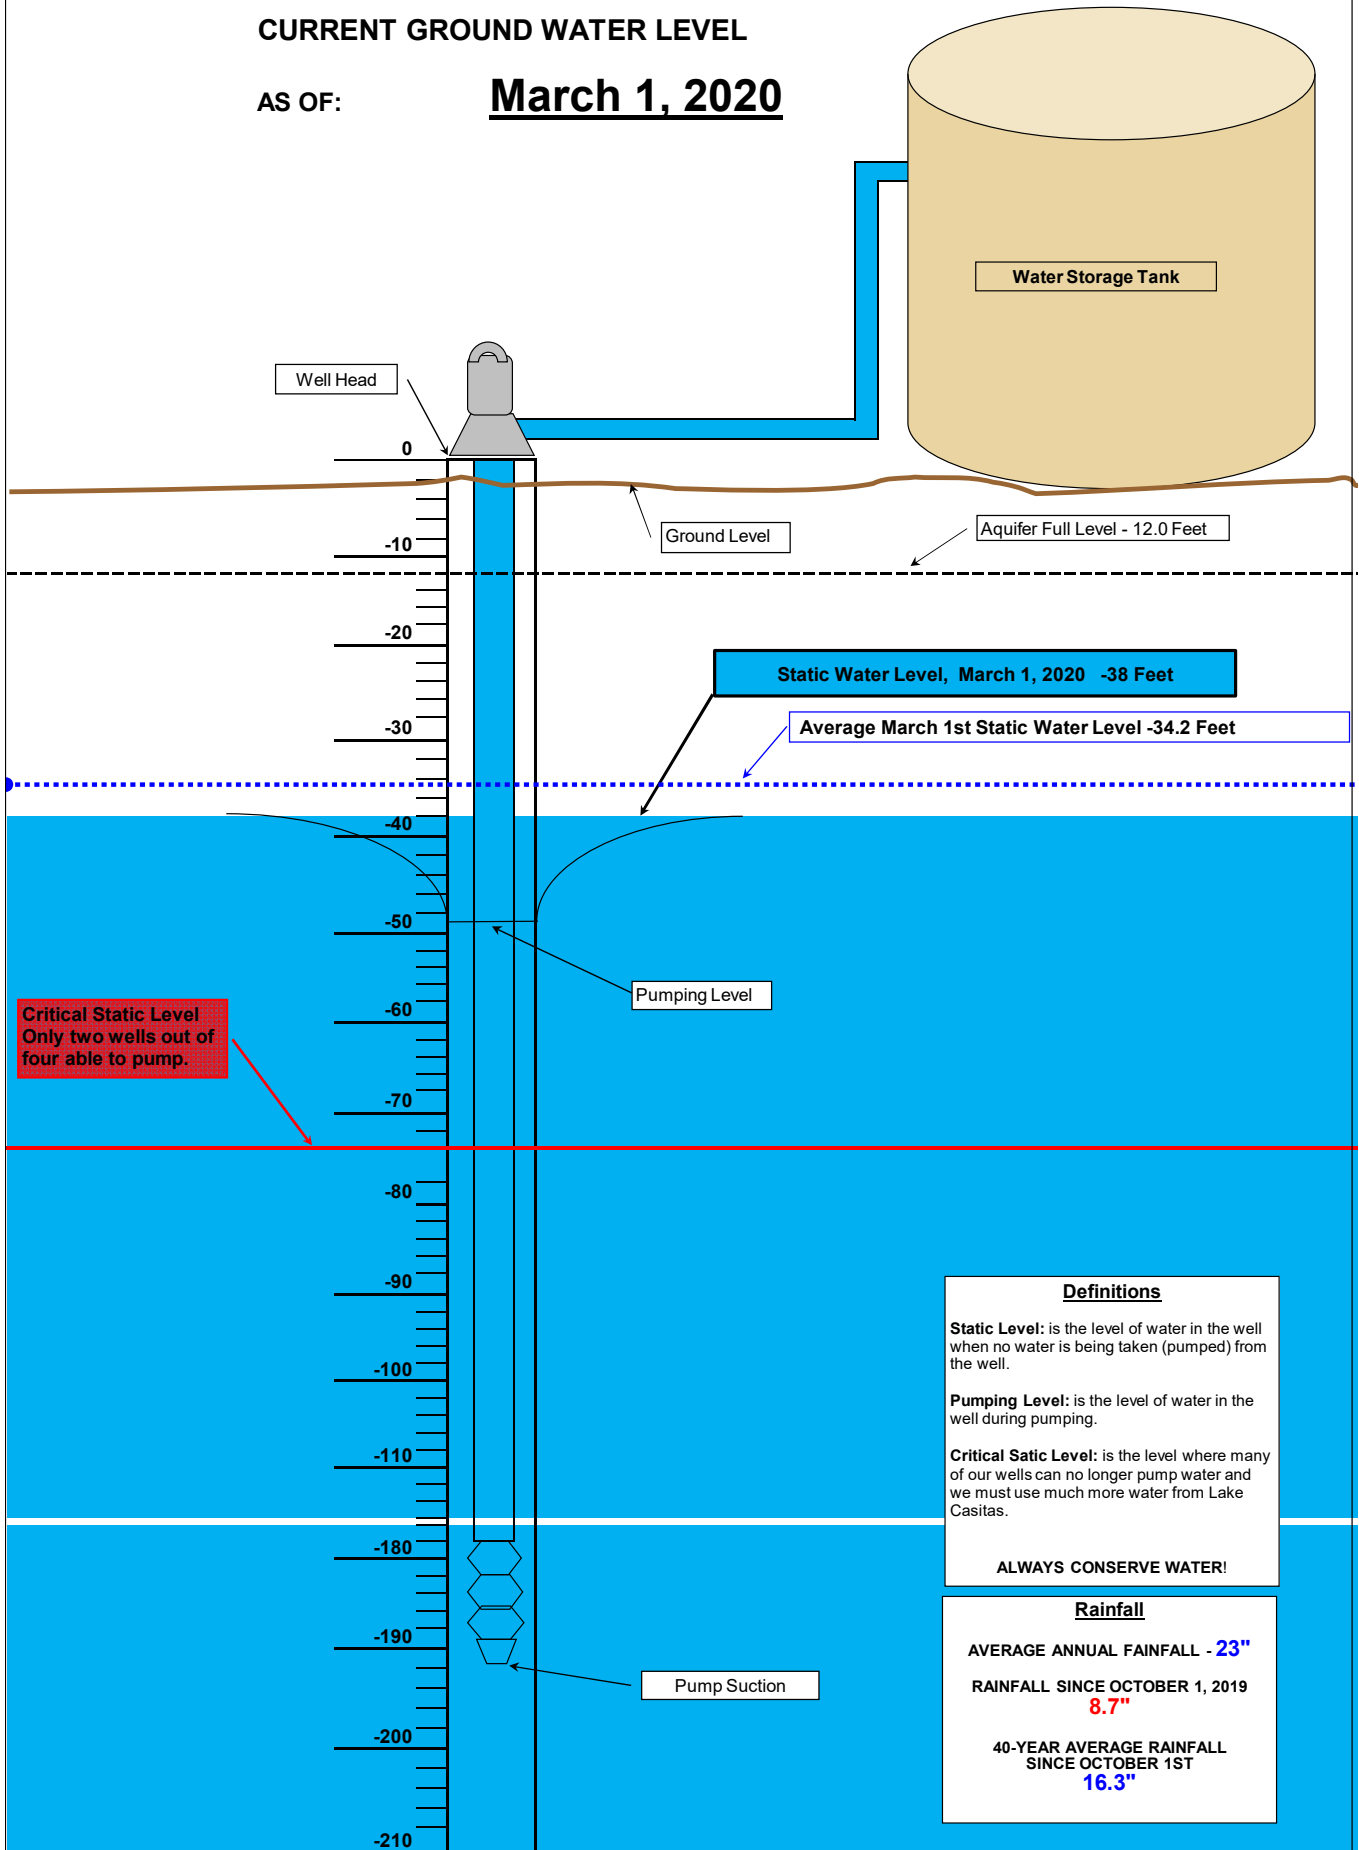 CURRENT GROUND WATER LEVEL
AS OF: March 1, 2020
Water Storage Tank
Well Head
0
Ground Level
Aquifer Full Level - 12.0 Feet
-10
-20
Static Water Level, March 1, 2020 -38 Feet
-30
Average March 1st Static Water Level -34.2 Feet
-40
-50
Pumping Level
Critical Static Level
Only two wells out of
four able to pump.
-60
-70
-80
-90
-100
-110
-180
-190
-200
-210
Pump Suction
Definitions
Static Level: is the level of water in the well
when no water is being taken (pumped) from
the well.
Pumping Level: is the level of water in the
well during pumping.
Critical Satic Level: is the level where many
of our wells can no longer pump water and
we must use much more water from Lake
Casitas.
ALWAYS CONSERVE WATER!
Rainfall
AVERAGE ANNUAL FAINFALL - 23"
RAINFALL SINCE OCTOBER 1, 2019
8.7"
40-YEAR AVERAGE RAINFALL
SINCE OCTOBER 1ST
16.3"